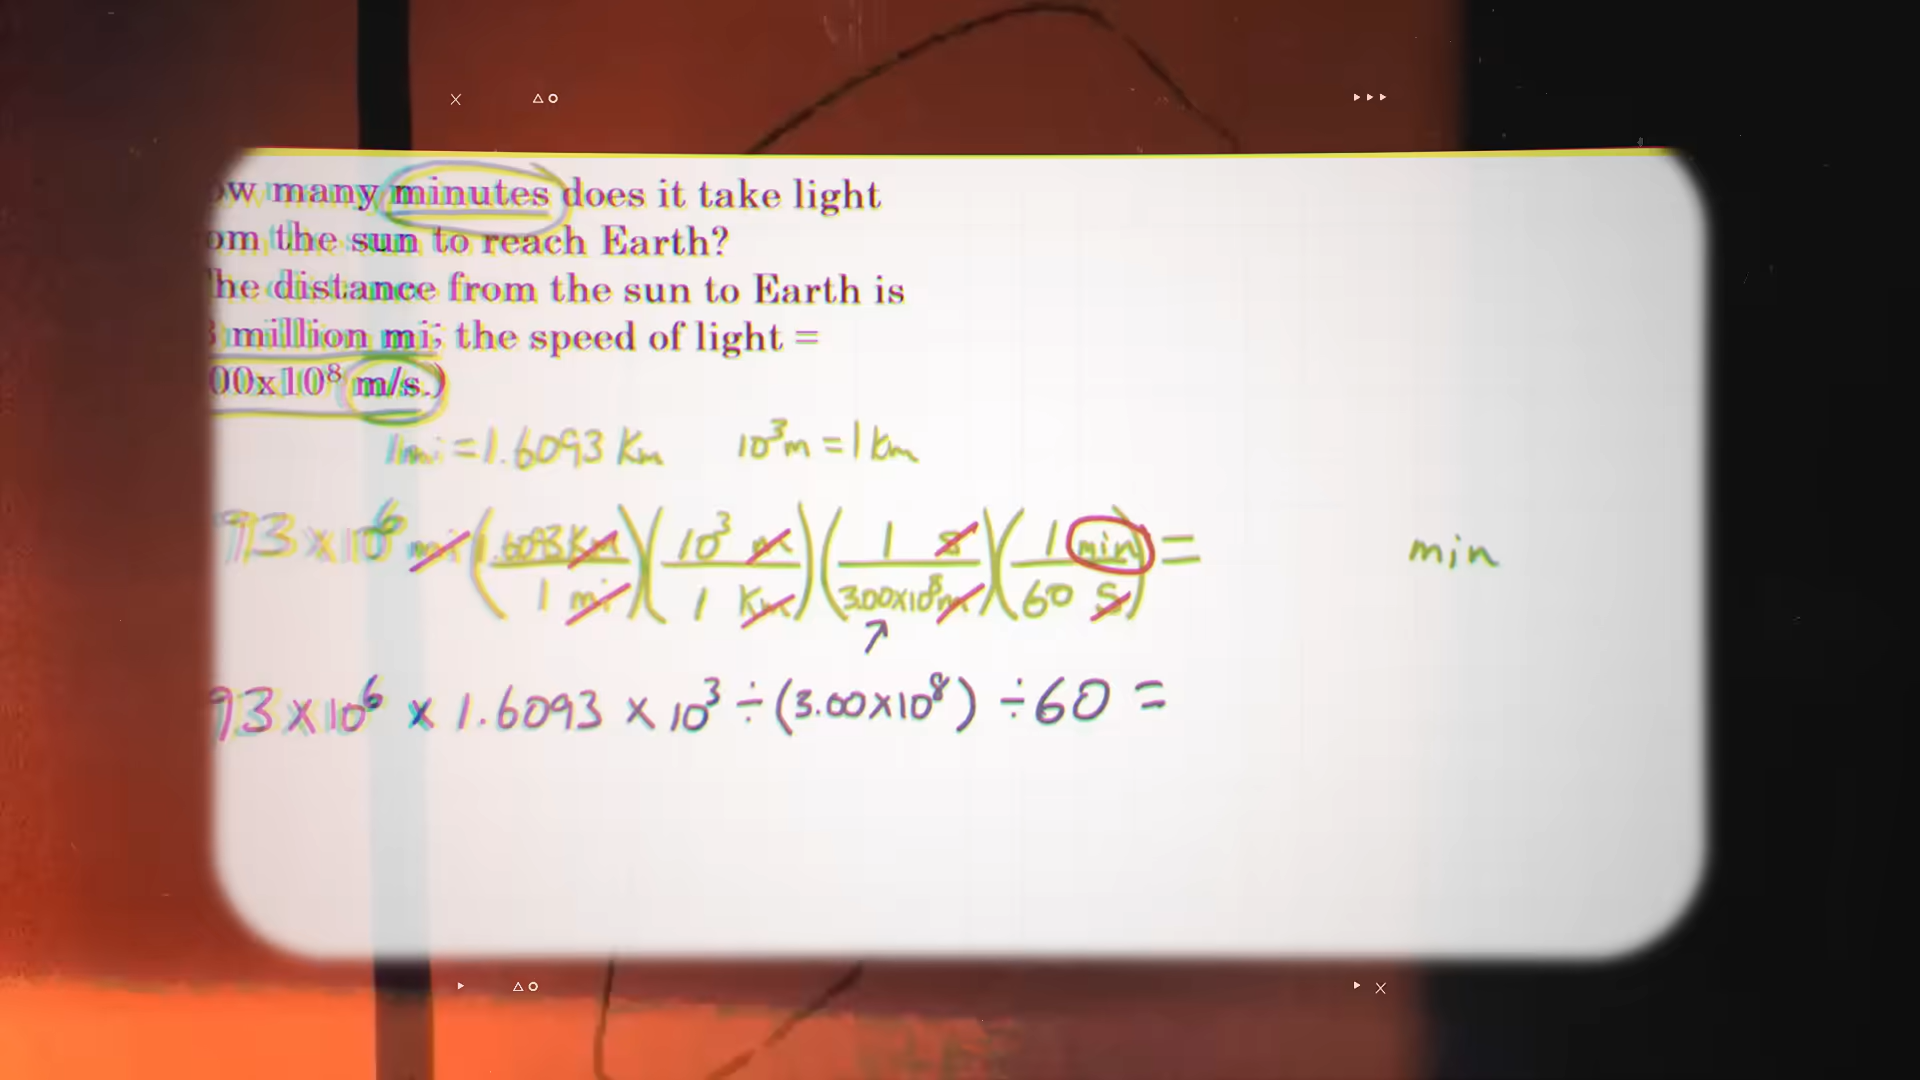 ow many minutes does it take light
om the sun to reach Earth?
he distance from the sun to Earth is
3 million mi; the speed of light =
00x10⁸ m/s.)
1mi = 1.6093 Km 10³m = 1 km
93 x 10⁶ mi (1.6093 Km / 1 mi) (10³ m / 1 Km) (1 s / 3.00x10⁸ m) (1 min / 60 s) = min
93 x 10⁶ x 1.6093 x 10³ ÷ (3.00x10⁸) ÷ 60 =